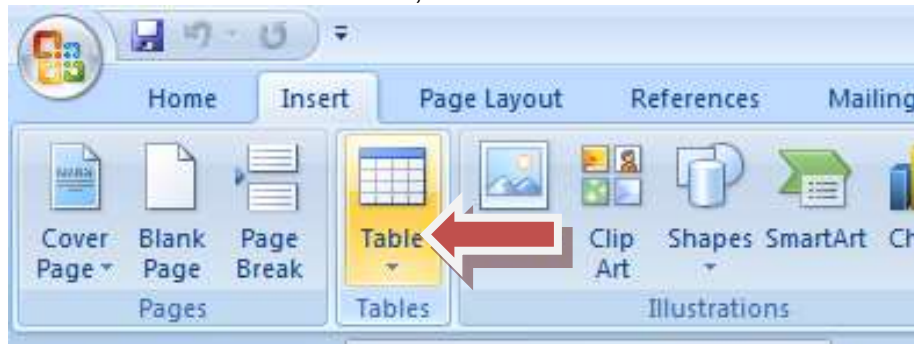 Home Insert Page Layout References Mailing
Cover Page
Blank Page
Page Break
Table
Clip Art
Shapes
SmartArt
Ch
Pages Tables Illustrations